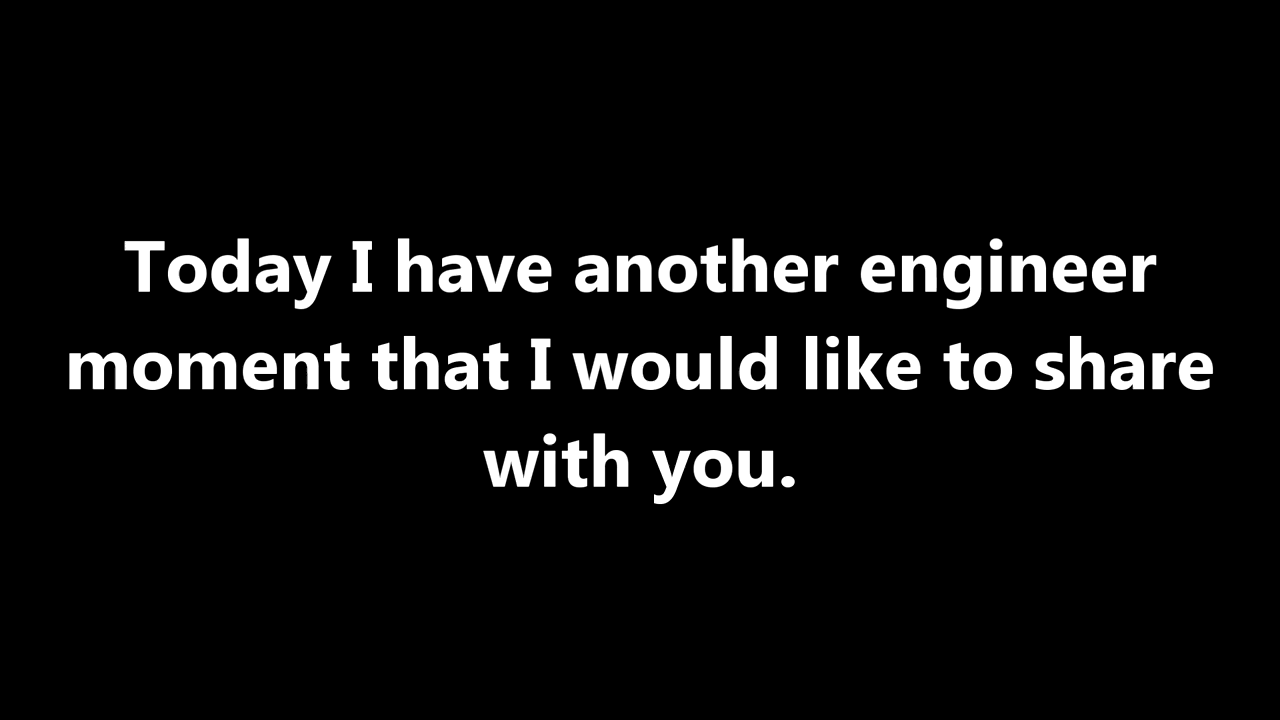 Today I have another engineer
moment that I would like to share
with you.